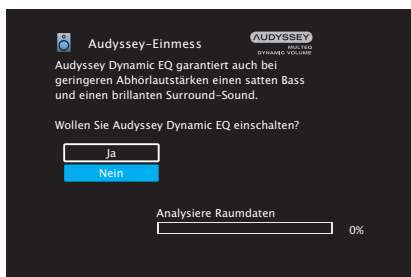 Audyssey-Einmess
AUDYSSEY
MULTEQ
DYNAMIC VOLUME
Audyssey Dynamic EQ garantiert auch bei
geringeren Abhörlautstärken einen satten Bass
und einen brillanten Surround-Sound.
Wollen Sie Audyssey Dynamic EQ einschalten?
Ja
Nein
Analysiere Raumdaten
0%